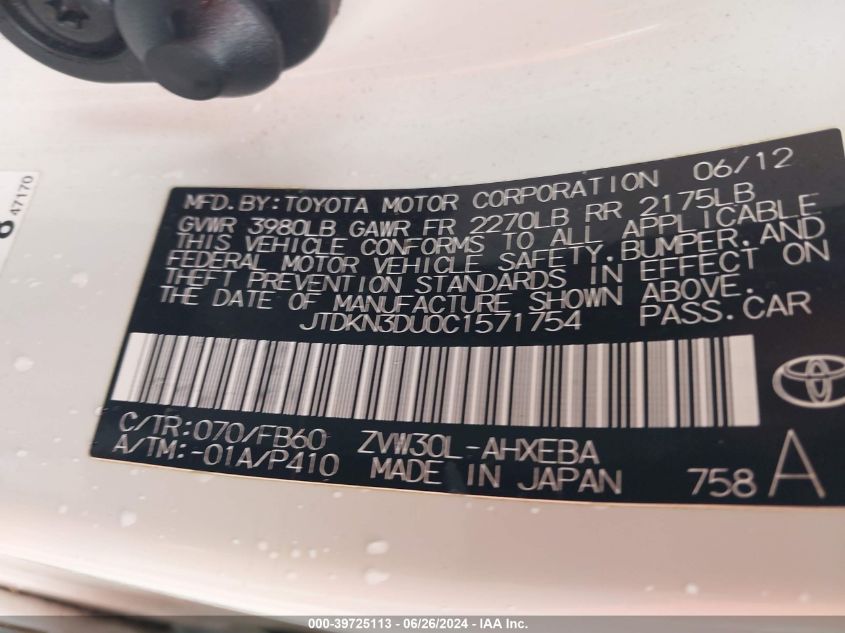 47170
MFD.BY:TOYOTA MOTOR CORPORATION 06/12
GVWR 3980LB GAWR FR 2270LB RR 2175LB
THIS VEHICLE CONFORMS TO ALL APPLICABLE
FEDERAL MOTOR VEHICLE SAFETY,BUMPER,AND
THEFT PREVENTION STANDARDS IN EFFECT ON
THE DATE OF MANUFACTURE SHOWN ABOVE.
JTDKN3DU0C1571754 PASS.CAR
C/TR:070/FB60 ZVW30L-AHXEBA
A/TM:-01A/P410 MADE IN JAPAN 758 A
000-39725113 - 06/26/2024 - IAA Inc.